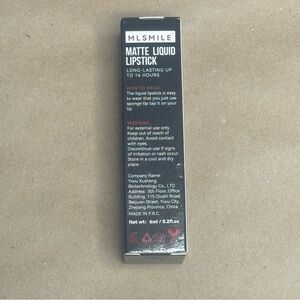 MLSMILE
MATTE LIQUID
LIPSTICK
LONG-LASTING UP
TO 16 HOURS
HOW TO WEAR
The liquid lipstick is easy
to wear that you just use
sponge tip tap it on your
lip.
WARNING
For external use only.
Keep out of reach of
children. Avoid contact
with eyes.
Discontinue use if signs
of irritation or rash occur.
Store in a cool and dry
place.
Company Name:
Yiwu Kusheng
Biotechnology Co., LTD
Address: 5th Floor, Office
Building, 115 Qushi Road,
Beiyuan Street, Yiwu City,
Zhejiang Province, China
MADE IN P.R.C.
Net wt: 6ml / 0.2fl.oz